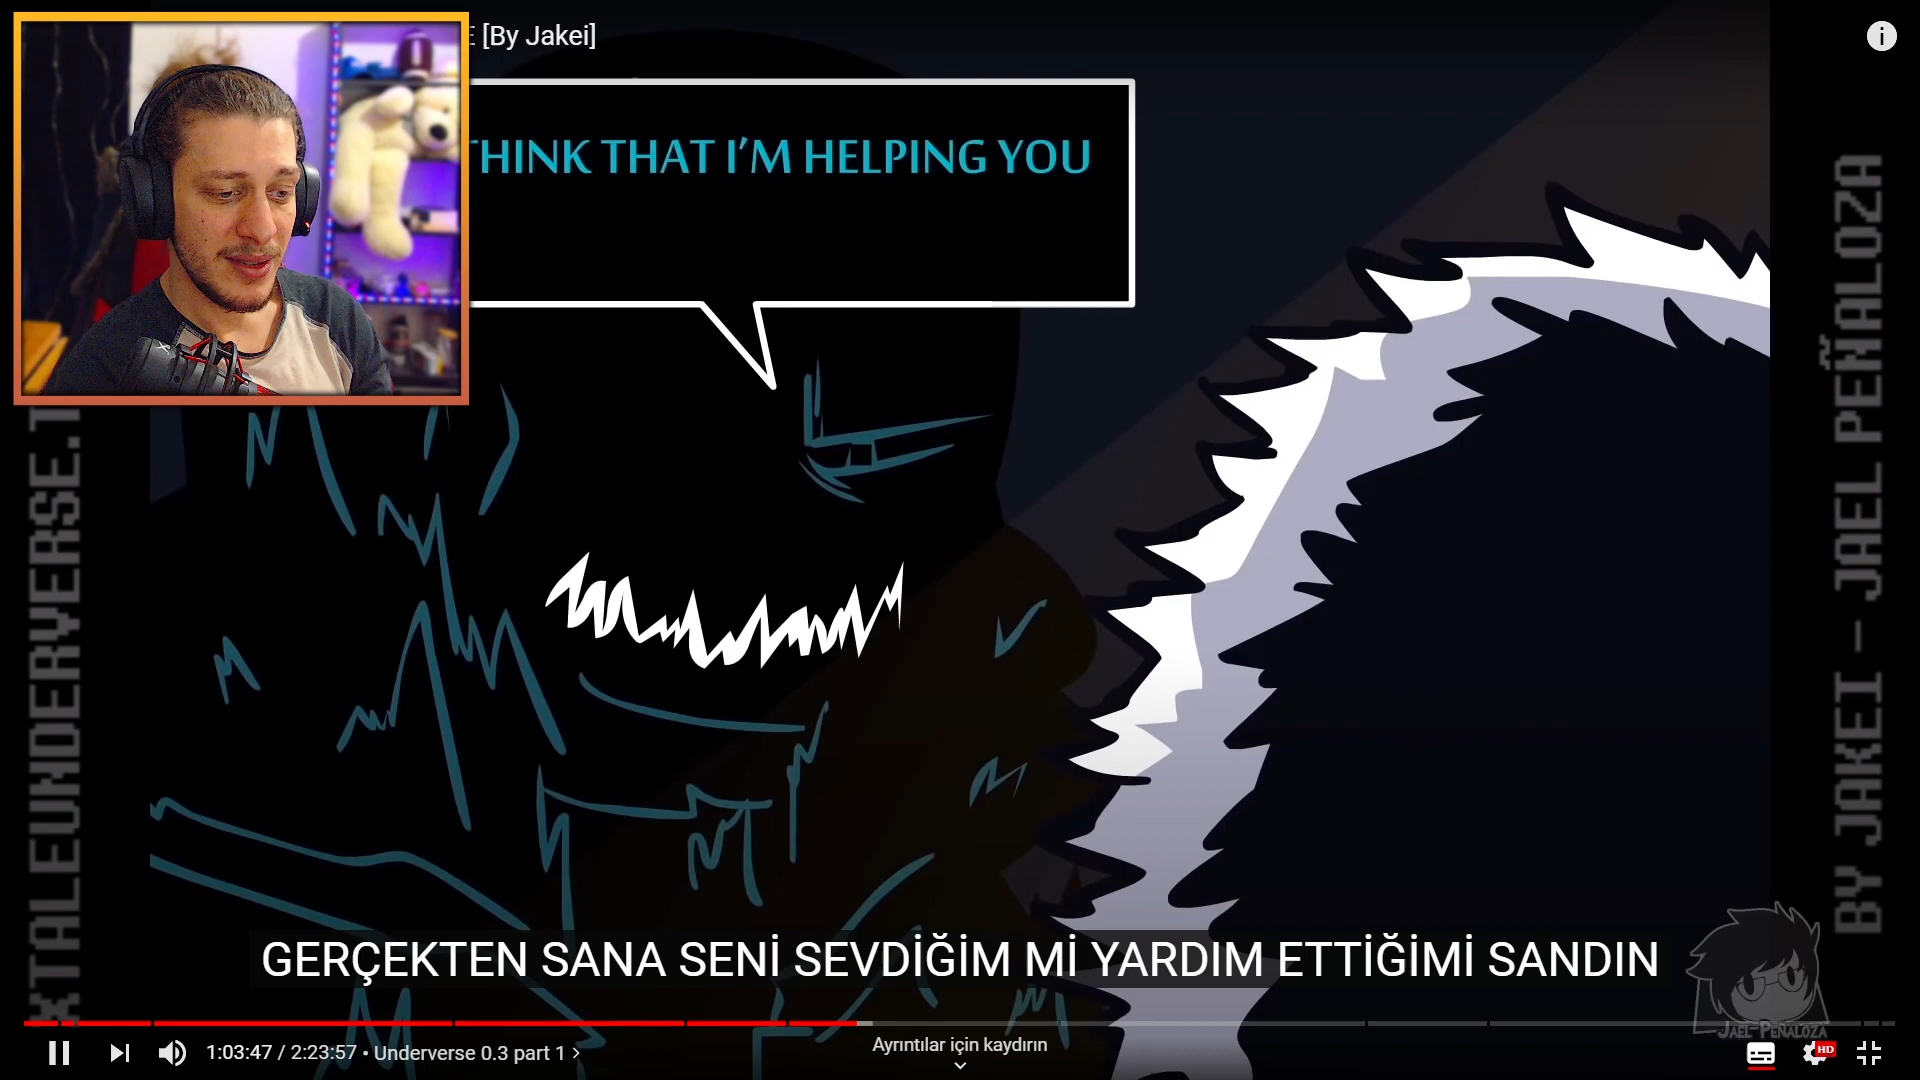 [By Jakei]
THINK THAT I'M HELPING YOU
XTALEUNDERVERSE.T
BY JAKEI - JAEL PEÑALOZA
GERÇEKTEN SANA SENİ SEVDİĞİM Mİ YARDIM ETTİĞİMİ SANDIN
JAEL-PEÑALOZA
1:03:47 / 2:23:57 • Underverse 0.3 part 1 >
Ayrıntılar için kaydırın
HD